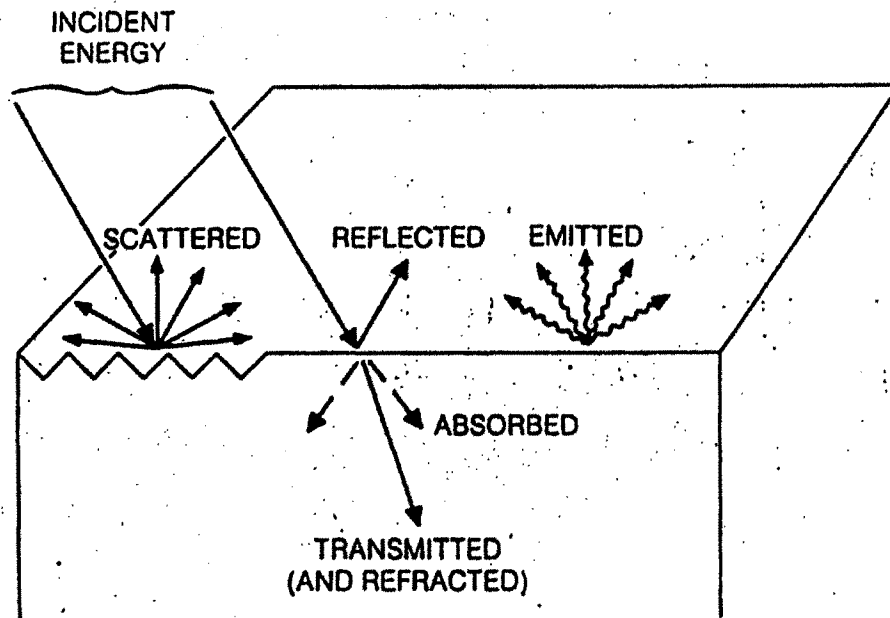 INCIDENT
ENERGY
SCATTERED
REFLECTED
EMITTED
ABSORBED
TRANSMITTED
(AND REFRACTED)